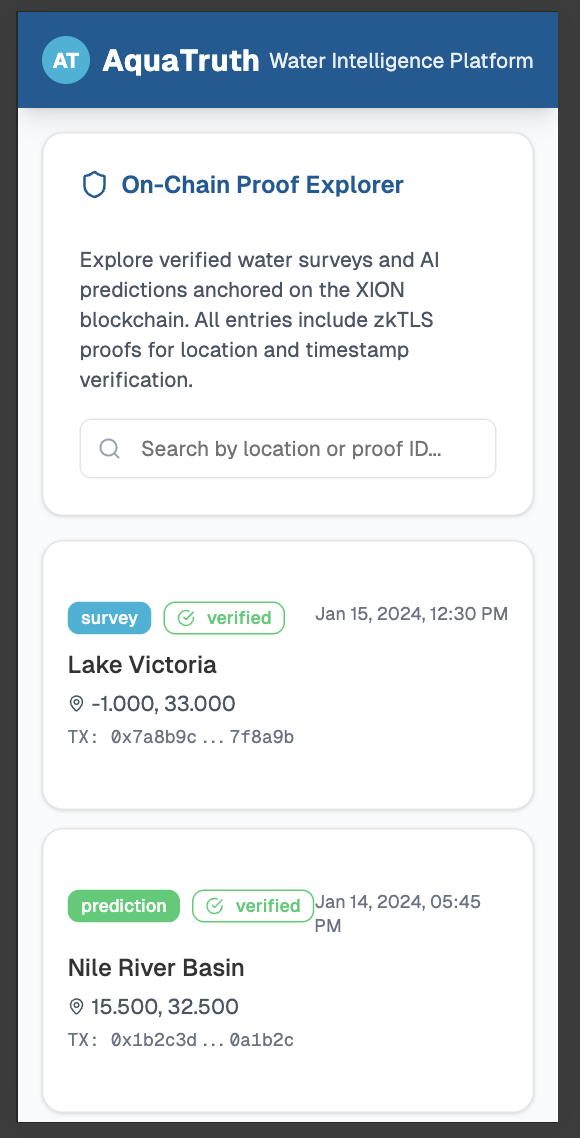 AT AquaTruth Water Intelligence Platform
On-Chain Proof Explorer
Explore verified water surveys and AI
predictions anchored on the XION
blockchain. All entries include zkTLS
proofs for location and timestamp
verification.
Search by location or proof ID...
survey verified Jan 15, 2024, 12:30 PM
Lake Victoria
-1.000, 33.000
TX: 0x7a8b9c...7f8a9b
prediction verified Jan 14, 2024, 05:45
PM
Nile River Basin
15.500, 32.500
TX: 0x1b2c3d...0a1b2c